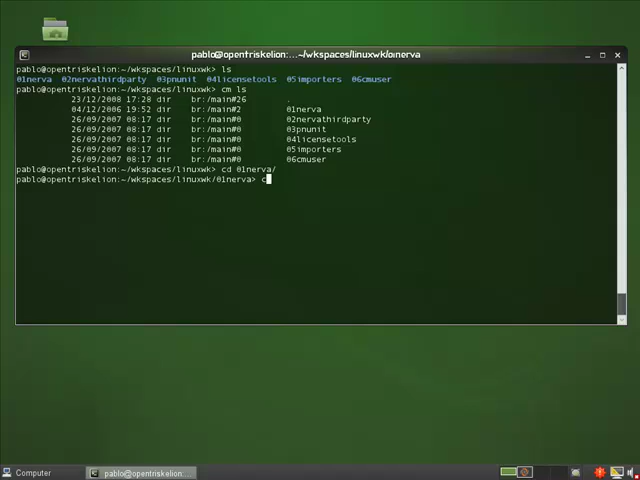 pablo@opentriskelion:...~/wkspaces/linuxwk/01nerva
pablo@opentriskelion:~/wkspaces/linuxwk> ls
01nerva 02nervathirdparty 03pnunit 04licensetools 05importers 06cmuser
pablo@opentriskelion:~/wkspaces/linuxwk> cm ls
23/12/2008 17:28 dir br:/main#26 .
04/12/2006 19:52 dir br:/main#2 01nerva
26/09/2007 08:17 dir br:/main#0 02nervathirdparty
26/09/2007 08:17 dir br:/main#0 03pnunit
26/09/2007 08:17 dir br:/main#0 04licensetools
26/09/2007 08:17 dir br:/main#0 05importers
26/09/2007 08:17 dir br:/main#0 06cmuser
pablo@opentriskelion:~/wkspaces/linuxwk> cd 01nerva/
pablo@opentriskelion:~/wkspaces/linuxwk/01nerva> c
Computer
pablo@opentriskelion:...